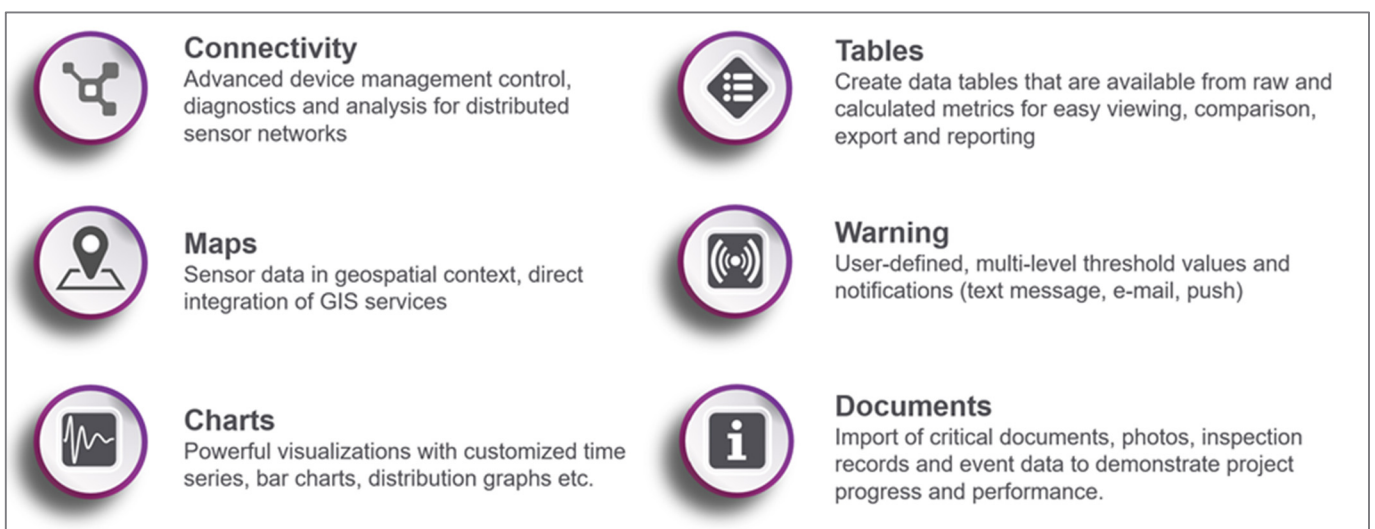 Connectivity
Advanced device management control,
diagnostics and analysis for distributed
sensor networks
Maps
Sensor data in geospatial context, direct
integration of GIS services
Charts
Powerful visualizations with customized time
series, bar charts, distribution graphs etc.
Tables
Create data tables that are available from raw and
calculated metrics for easy viewing, comparison,
export and reporting
Warning
User-defined, multi-level threshold values and
notifications (text message, e-mail, push)
Documents
Import of critical documents, photos, inspection
records and event data to demonstrate project
progress and performance.